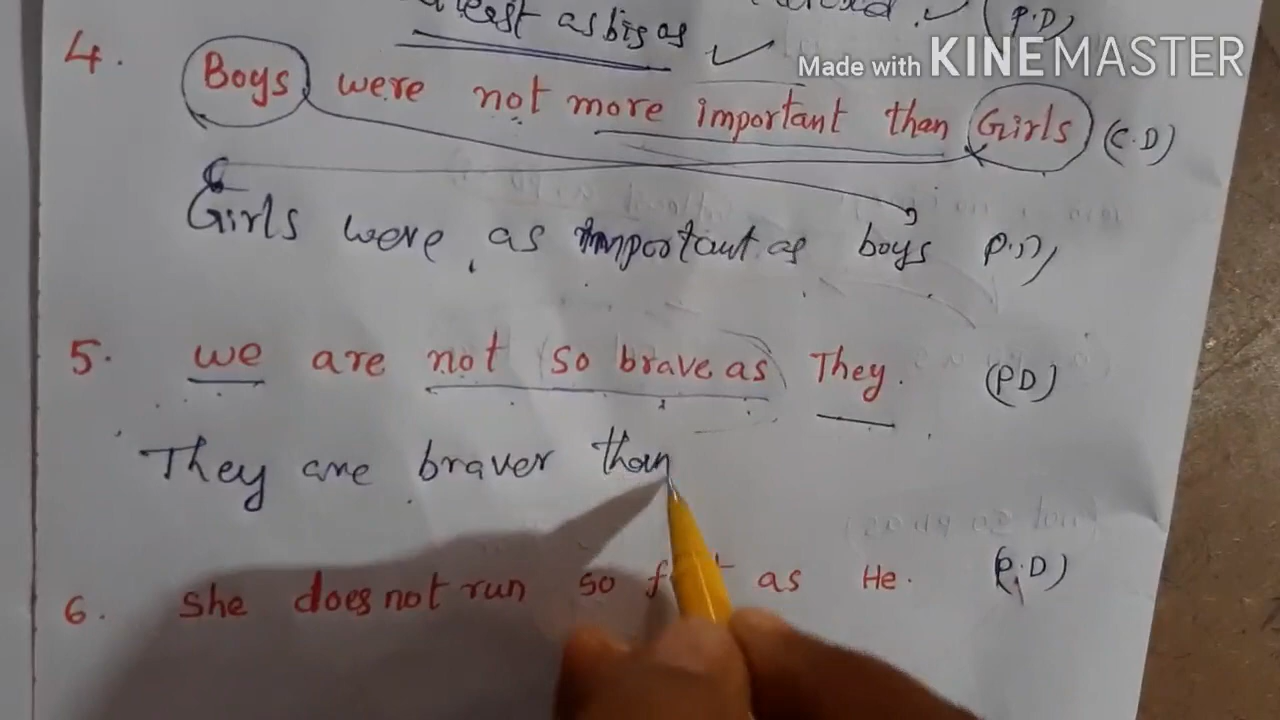 least as big as ✓ (P.D)
Made with KINEMASTER
4. Boys were not more important than Girls (C.D)
Girls were as important as boys P.D
5. we are not so brave as They. (PD)
They are braver than
6. She does not run so as He. (P.D)